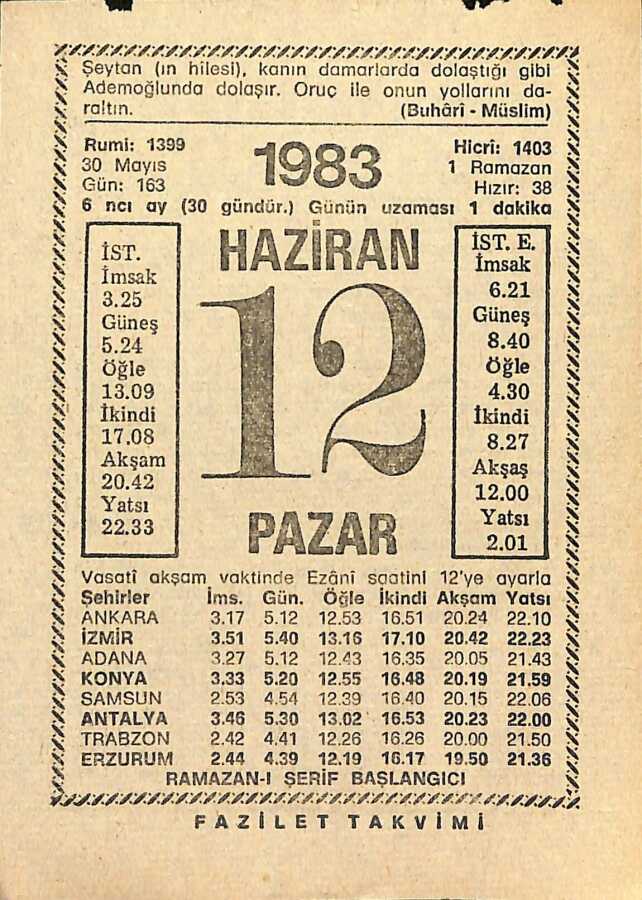 Şeytan (ın hilesi), kanın damarlarda dolaştığı gibi
Ademoğlunda dolaşır. Oruç ile onun yollarını da-
raltın. (Buhârî - Müslim)
Rumi: 1399
30 Mayıs
Gün: 163
1983
Hicrî: 1403
1 Ramazan
Hızır: 38
6 ncı ay (30 gündür.) Günün uzaması 1 dakika
İST.
İmsak
3.25
Güneş
5.24
Öğle
13.09
İkindi
17.08
Akşam
20.42
Yatsı
22.33
HAZİRAN
12
PAZAR
İST. E.
İmsak
6.21
Güneş
8.40
Öğle
4.30
İkindi
8.27
Akşaş
12.00
Yatsı
2.01
Vasatî akşam vaktinde Ezânî saatini 12'ye ayarla
Şehirler İms. Gün. Öğle İkindi Akşam Yatsı
ANKARA 3.17 5.12 12.53 16.51 20.24 22.10
İZMİR 3.51 5.40 13.16 17.10 20.42 22.23
ADANA 3.27 5.12 12.43 16.35 20.05 21.43
KONYA 3.33 5.20 12.55 16.48 20.19 21.59
SAMSUN 2.53 4.54 12.39 16.40 20.15 22.06
ANTALYA 3.46 5.30 13.02 16.53 20.23 22.00
TRABZON 2.42 4.41 12.26 16.26 20.00 21.50
ERZURUM 2.44 4.39 12.19 16.17 19.50 21.36
RAMAZAN-I ŞERİF BAŞLANGICI
FAZİLET TAKVİMİ